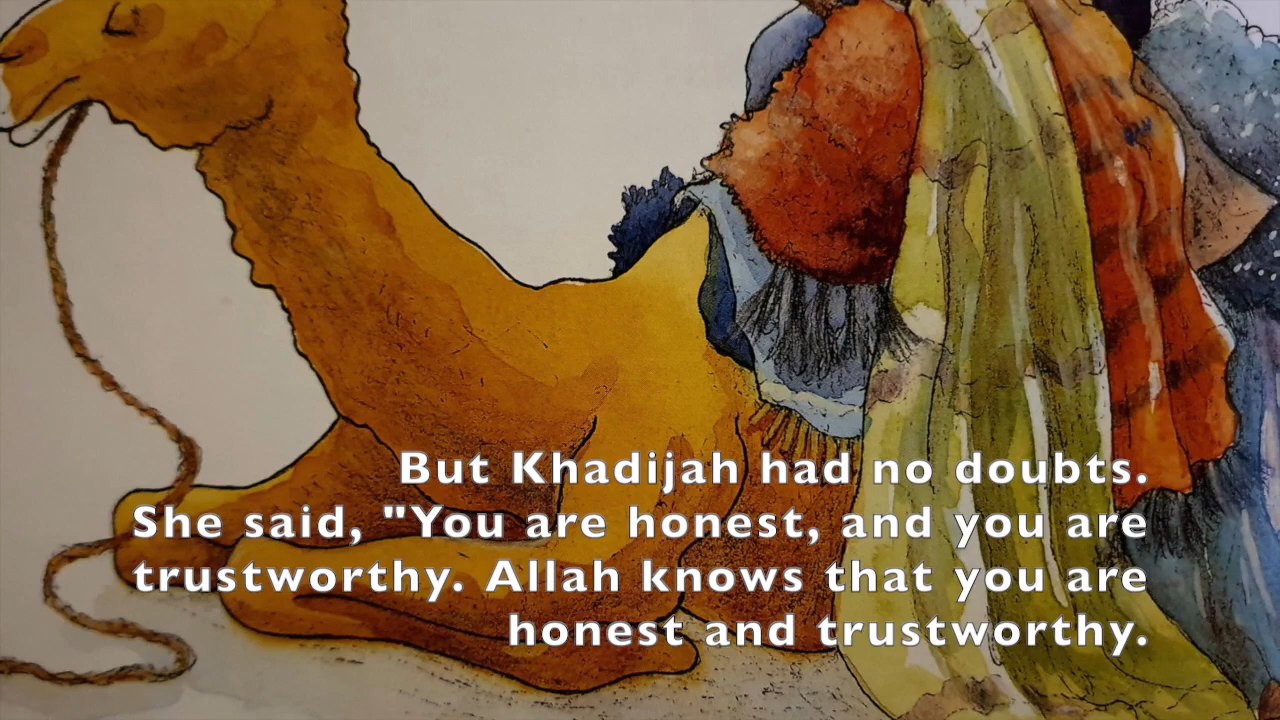 But Khadijah had no doubts.
She said, "You are honest, and you are
trustworthy. Allah knows that you are
honest and trustworthy.